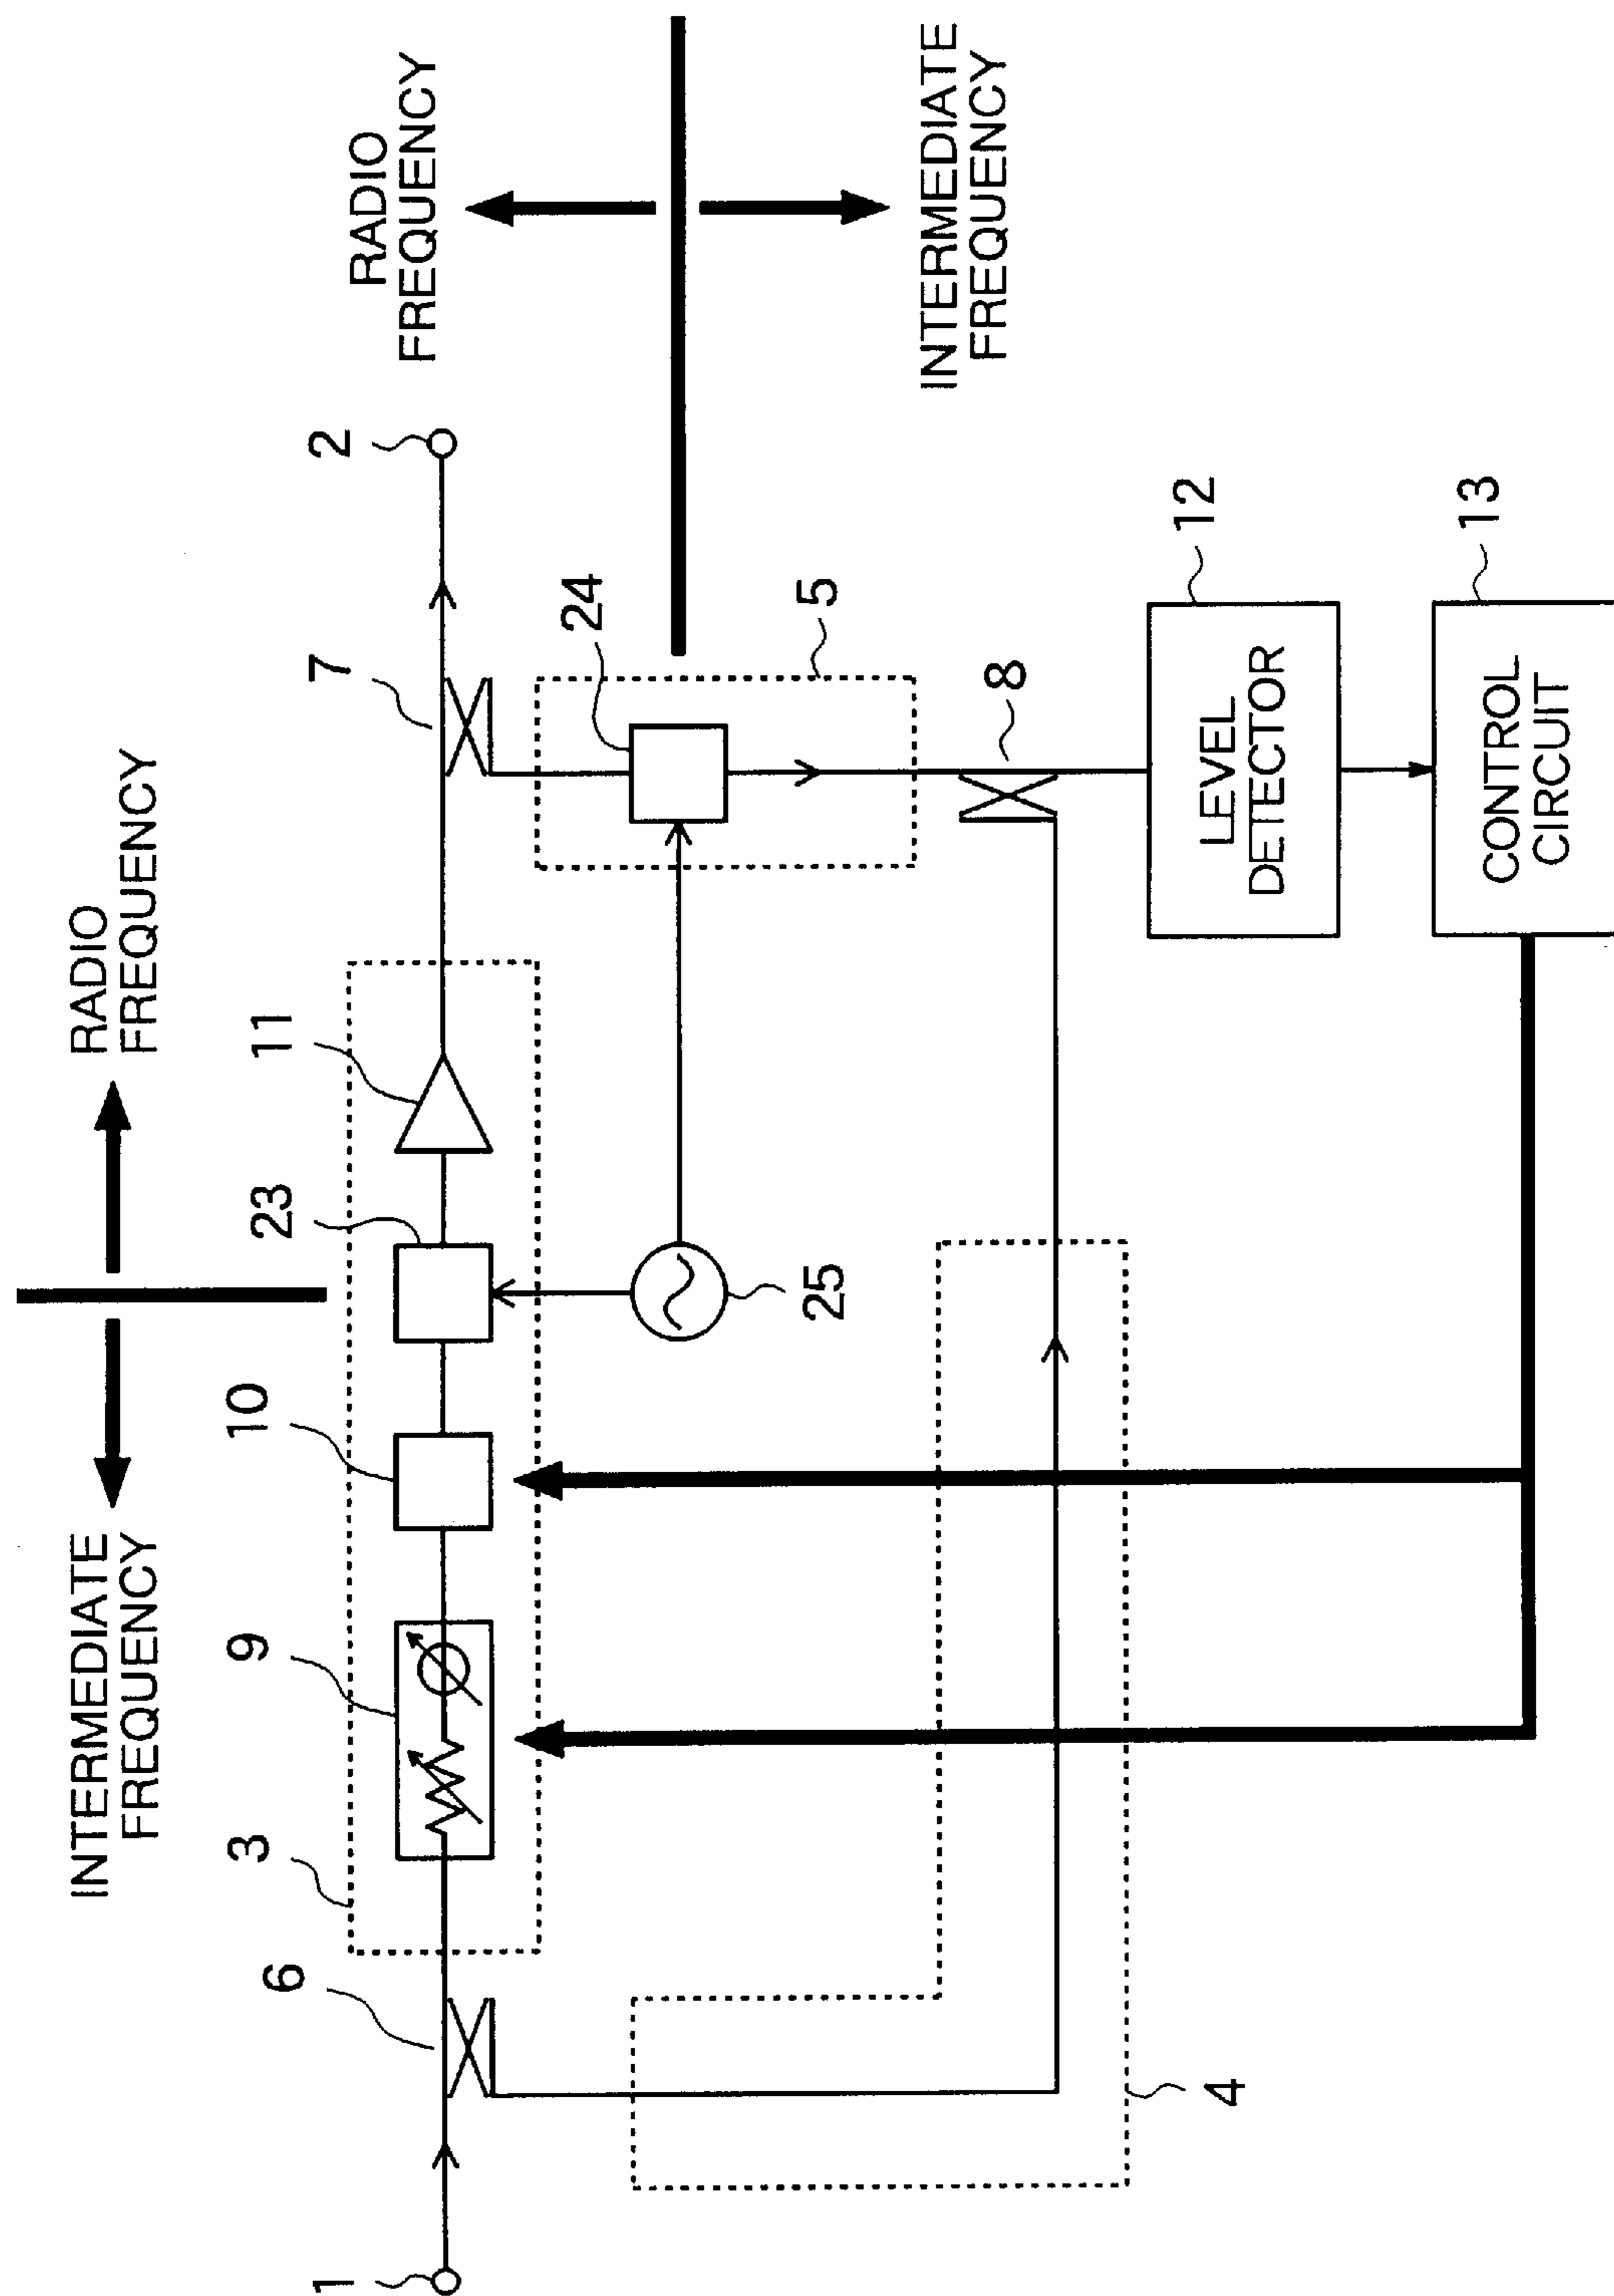 INTERMEDIATE
FREQUENCY
RADIO
FREQUENCY
RADIO
FREQUENCY
INTERMEDIATE
FREQUENCY
1
6
3
9
10
23
11
7
2
25
24
5
8
4
12
LEVEL
DETECTOR
13
CONTROL
CIRCUIT